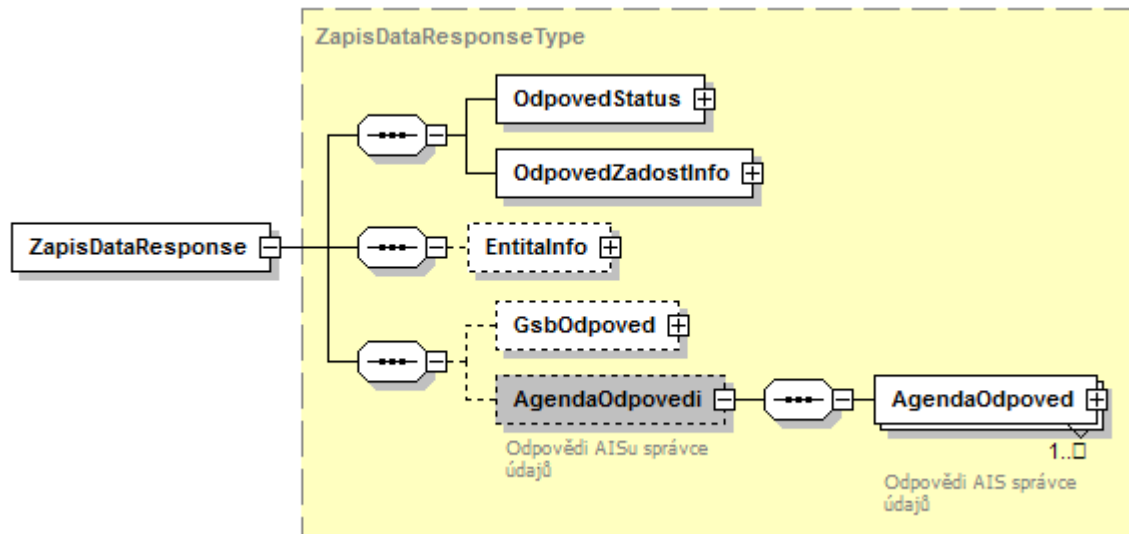 ZapisDataResponseType
OdpovedStatus
OdpovedZadostInfo
ZapisDataResponse
EntitaInfo
GsbOdpoved
AgendaOdpovedi
Odpovědi AISu správce
údajů
AgendaOdpoved
1..□
Odpovědi AIS správce
údajů